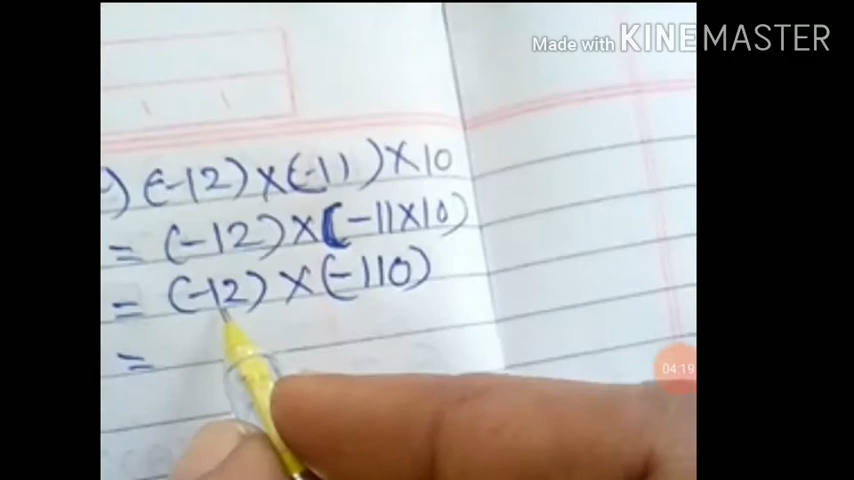 Made with KINEMASTER
) (-12) × (-11) × 10
= (-12) × (-11×10)
= (-12) × (-110)
=
04:19